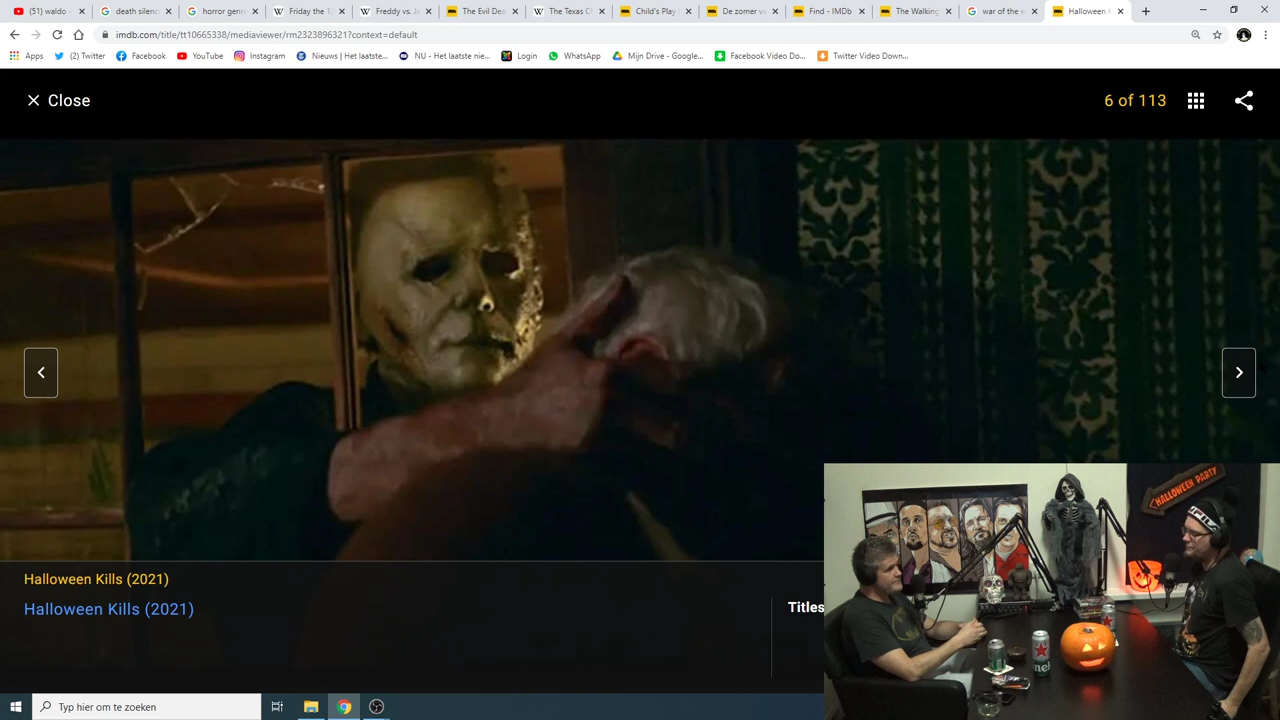 (51) waldo -
death silenc
horror genre
Friday the 1
Freddy vs. Ja
The Evil Dea
The Texas Ch
Child's Play
De zomer va
Find - IMDb
The Walking
war of the w
Halloween K
imdb.com/title/tt10665338/mediaviewer/rm2323896321?context=default
Apps
(2) Twitter
Facebook
YouTube
Instagram
Nieuws | Het laatste...
NU - Het laatste nie...
Login
WhatsApp
Mijn Drive - Google...
Facebook Video Do...
Twitter Video Down...
Close
6 of 113
Halloween Kills (2021)
Halloween Kills (2021)
Titles
HALLOWEEN PARTY
Typ hier om te zoeken